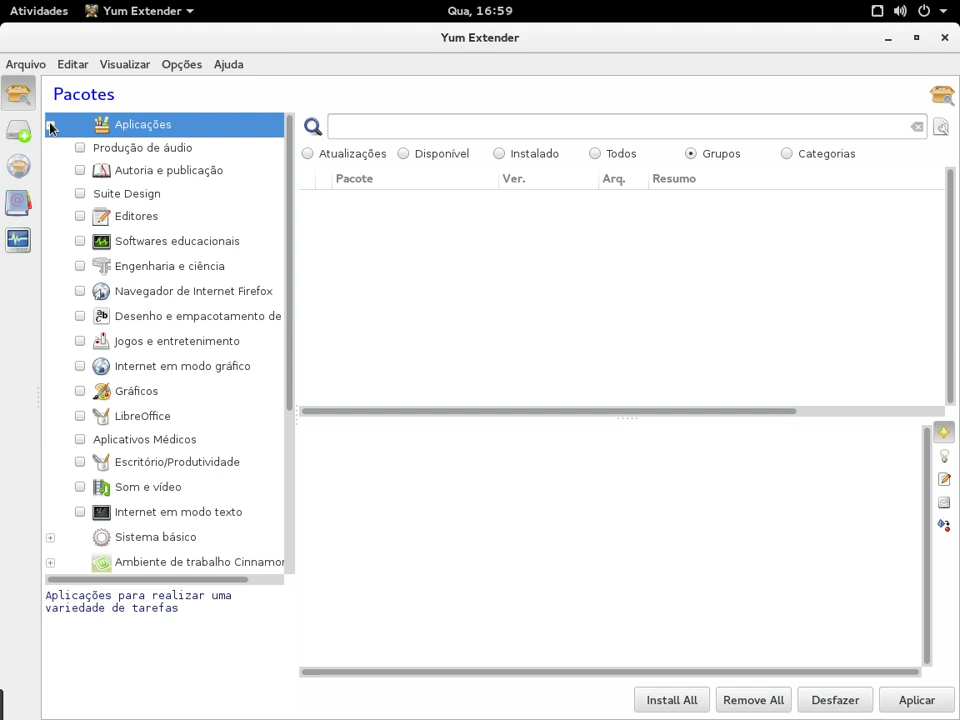 Atividades Yum Extender Qua, 16:59
Yum Extender
Arquivo Editar Visualizar Opções Ajuda
Pacotes
Aplicações
Produção de áudio
Autoria e publicação
Suite Design
Editores
Softwares educacionais
Engenharia e ciência
Navegador de Internet Firefox
Desenho e empacotamento de
Jogos e entretenimento
Internet em modo gráfico
Gráficos
LibreOffice
Aplicativos Médicos
Escritório/Produtividade
Som e vídeo
Internet em modo texto
Sistema básico
Ambiente de trabalho Cinnamon
Aplicações para realizar uma
variedade de tarefas
Atualizações Disponível Instalado Todos Grupos Categorias
Pacote Ver. Arq. Resumo
Install All Remove All Desfazer Aplicar